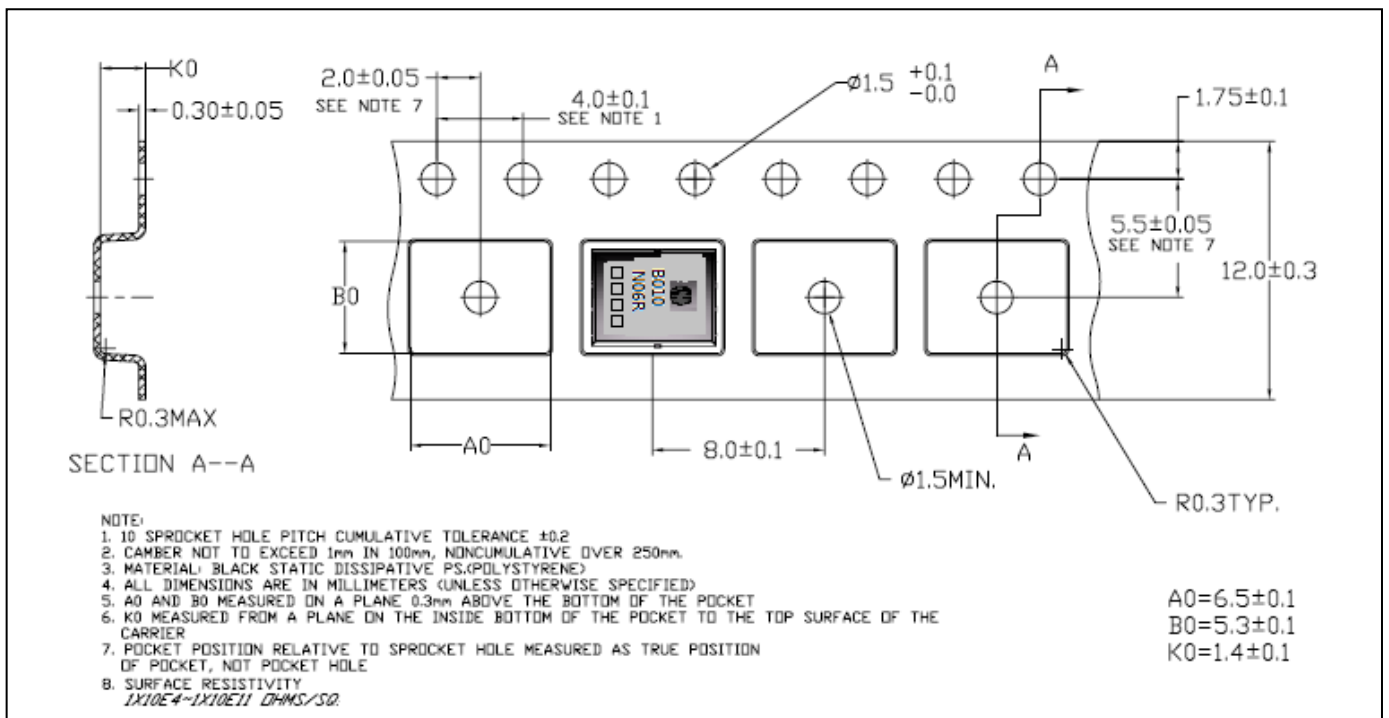 K0
0.30±0.05
2.0±0.05
SEE NOTE 7
4.0±0.1
SEE NOTE 1
Ø1.5 +0.1
-0.0
A
1.75±0.1
5.5±0.05
SEE NOTE 7
12.0±0.3
B0
B010
N06R
R0.3MAX
SECTION A--A
A0
8.0±0.1
A
Ø1.5MIN.
R0.3TYP.
NOTE:
1. 10 SPROCKET HOLE PITCH CUMULATIVE TOLERANCE ±0.2
2. CAMBER NOT TO EXCEED 1mm IN 100mm, NONCUMULATIVE OVER 250mm.
3. MATERIAL: BLACK STATIC DISSIPATIVE PS.(POLYSTYRENE)
4. ALL DIMENSIONS ARE IN MILLIMETERS (UNLESS OTHERWISE SPECIFIED)
5. A0 AND B0 MEASURED ON A PLANE 0.3mm ABOVE THE BOTTOM OF THE POCKET
6. K0 MEASURED FROM A PLANE ON THE INSIDE BOTTOM OF THE POCKET TO THE TOP SURFACE OF THE
CARRIER
7. POCKET POSITION RELATIVE TO SPROCKET HOLE MEASURED AS TRUE POSITION
OF POCKET, NOT POCKET HOLE
8. SURFACE RESISTIVITY
1X10E4~1X10E11 OHMS/SQ.
A0=6.5±0.1
B0=5.3±0.1
K0=1.4±0.1